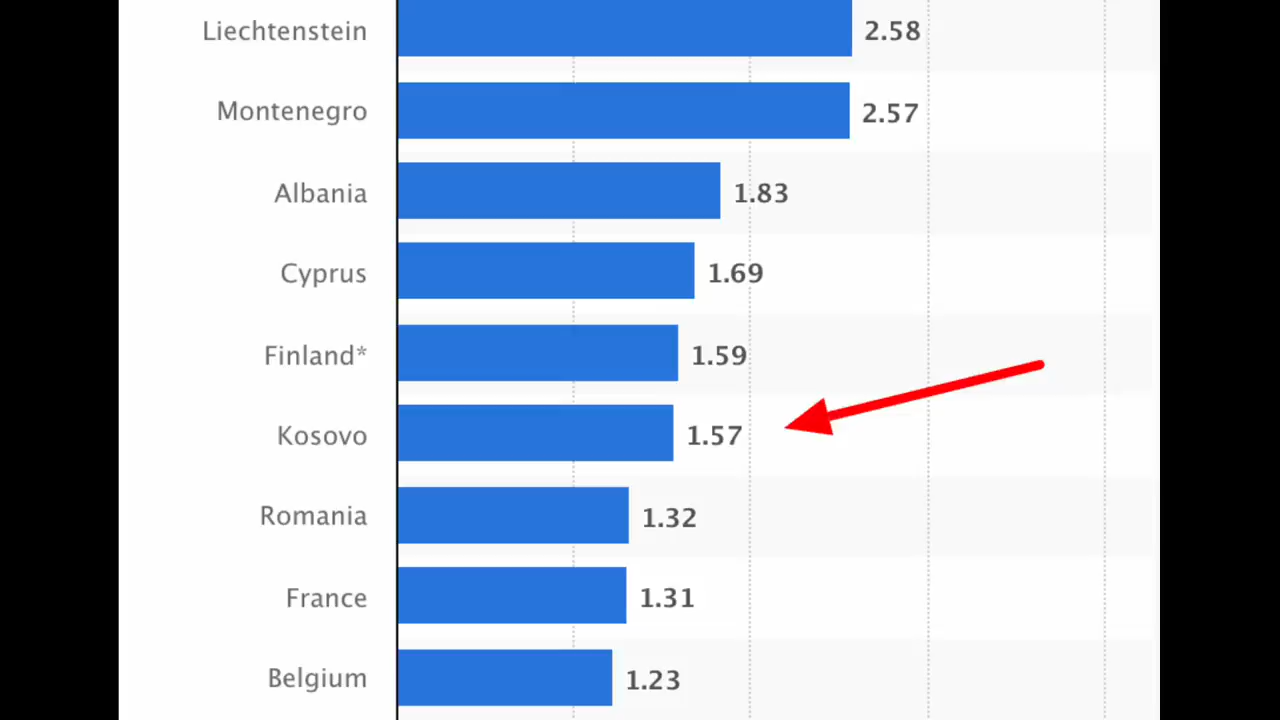 Liechtenstein 2.58
Montenegro 2.57
Albania 1.83
Cyprus 1.69
Finland* 1.59
Kosovo 1.57
Romania 1.32
France 1.31
Belgium 1.23